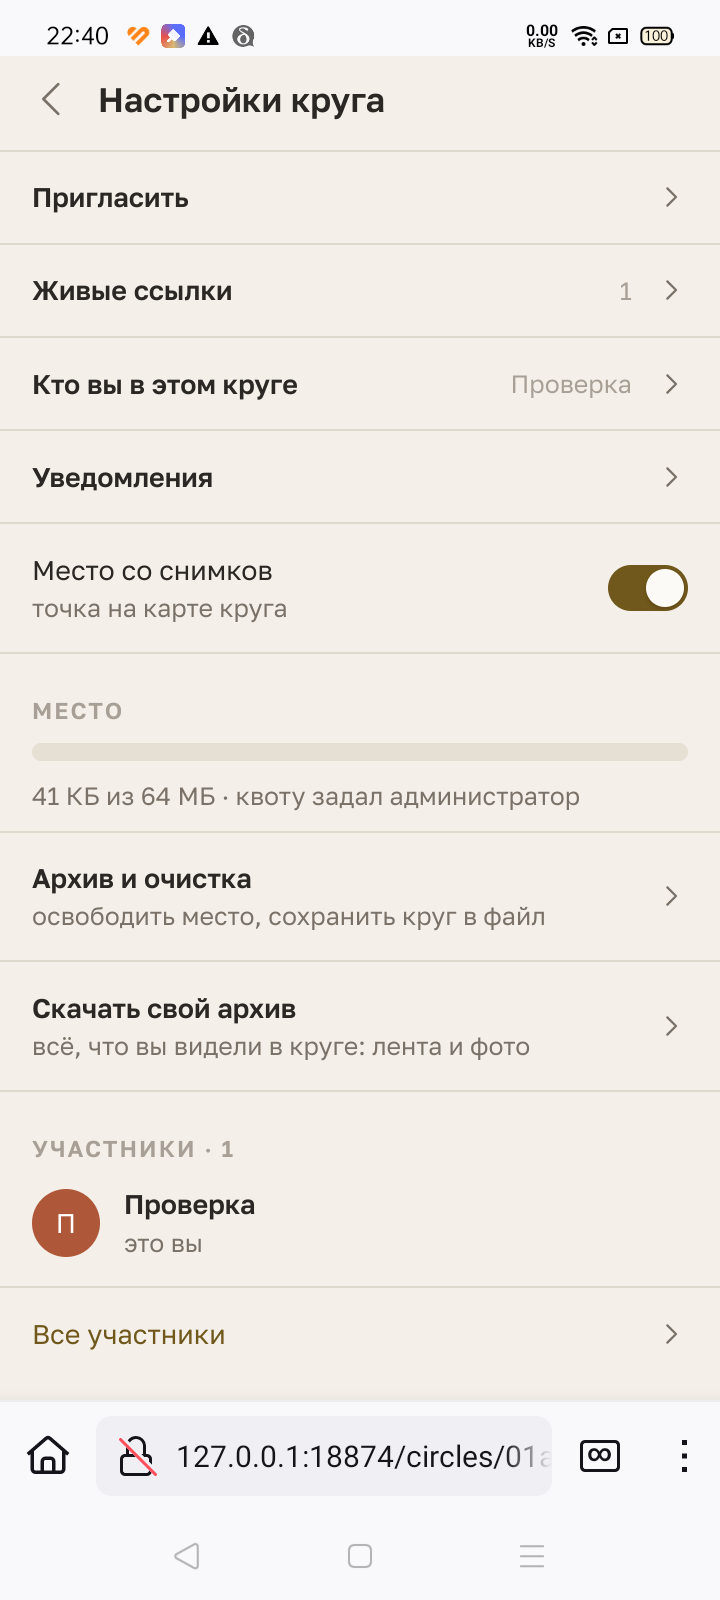 22:40
0.00
KB/S
100
Настройки круга
Пригласить
Живые ссылки 1
Кто вы в этом круге Проверка
Уведомления
Место со снимков
точка на карте круга
МЕСТО
41 КБ из 64 МБ · квоту задал администратор
Архив и очистка
освободить место, сохранить круг в файл
Скачать свой архив
всё, что вы видели в круге: лента и фото
УЧАСТНИКИ · 1
П
Проверка
это вы
Все участники
127.0.0.1:18874/circles/01a